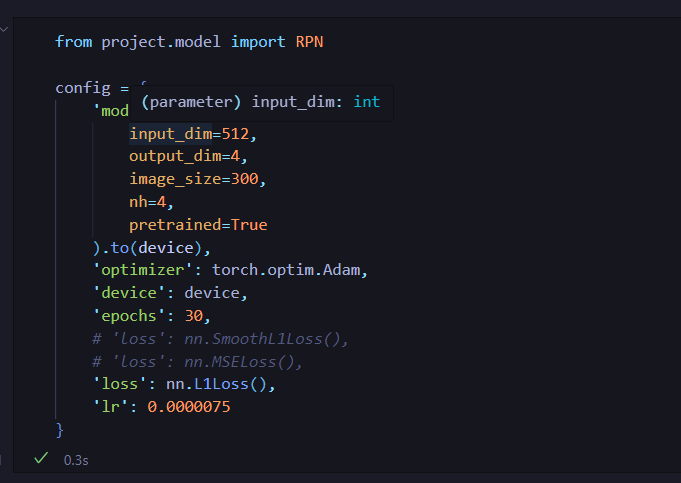 from project.model import RPN
config = {
(parameter) input_dim: int
'mod
input_dim=512,
output_dim=4,
image_size=300,
nh=4,
pretrained=True
).to(device),
'optimizer': torch.optim.Adam,
'device': device,
'epochs': 30,
# 'loss': nn.SmoothL1Loss(),
# 'loss': nn.MSELoss(),
'loss': nn.L1Loss(),
'lr': 0.0000075
}
0.3s